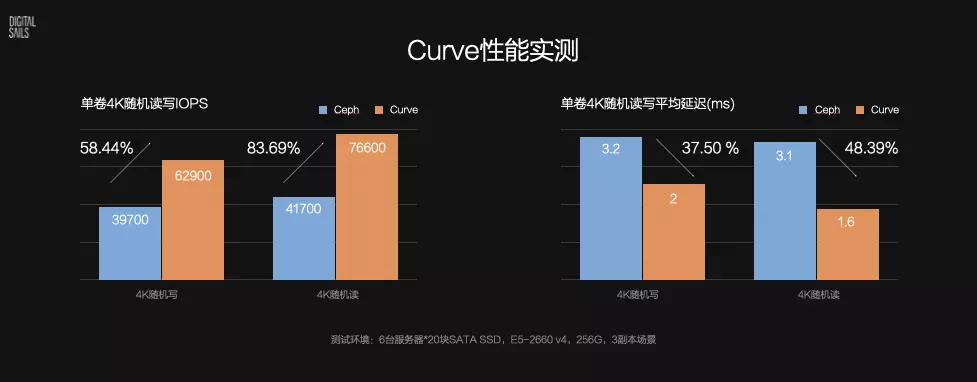 DIGITAL
SAILS
Curve性能实测
单卷4K随机读写IOPS
Ceph
Curve
58.44%
83.69%
39700
62900
41700
76600
4K随机写
4K随机读
单卷4K随机读写平均延迟(ms)
Ceph
Curve
37.50 %
48.39%
3.2
2
3.1
1.6
4K随机写
4K随机读
测试环境：6台服务器*20块SATA SSD，E5-2660 v4，256G，3副本场景